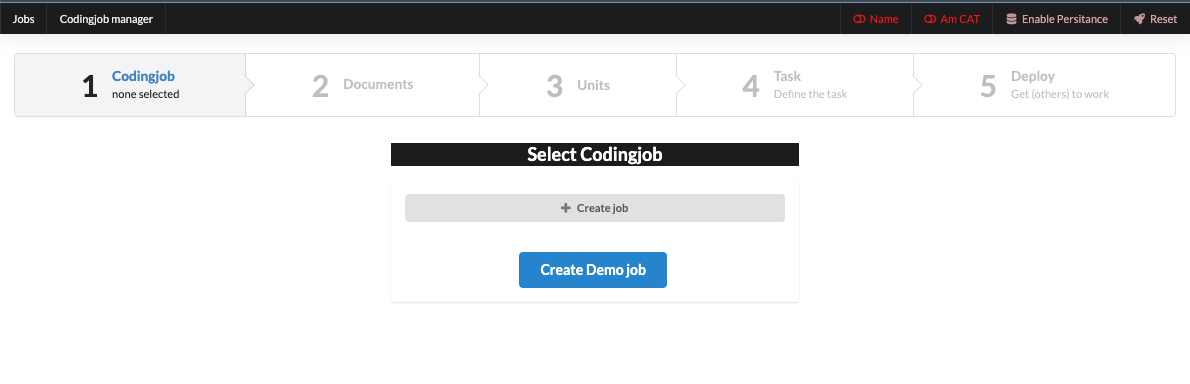 Jobs Codingjob manager Name Am CAT Enable Persitance Reset
1 Codingjob
none selected
2 Documents
3 Units
4 Task
Define the task
5 Deploy
Get (others) to work
Select Codingjob
Create job
Create Demo job